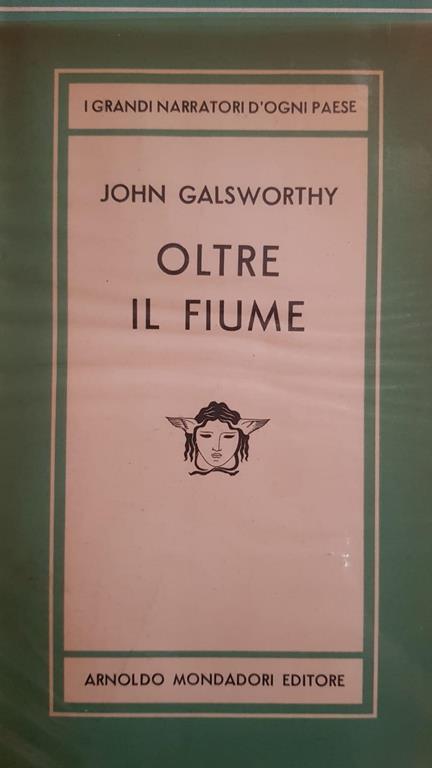 I GRANDI NARRATORI D'OGNI PAESE
JOHN GALSWORTHY
OLTRE
IL FIUME
ARNOLDO MONDADORI EDITORE